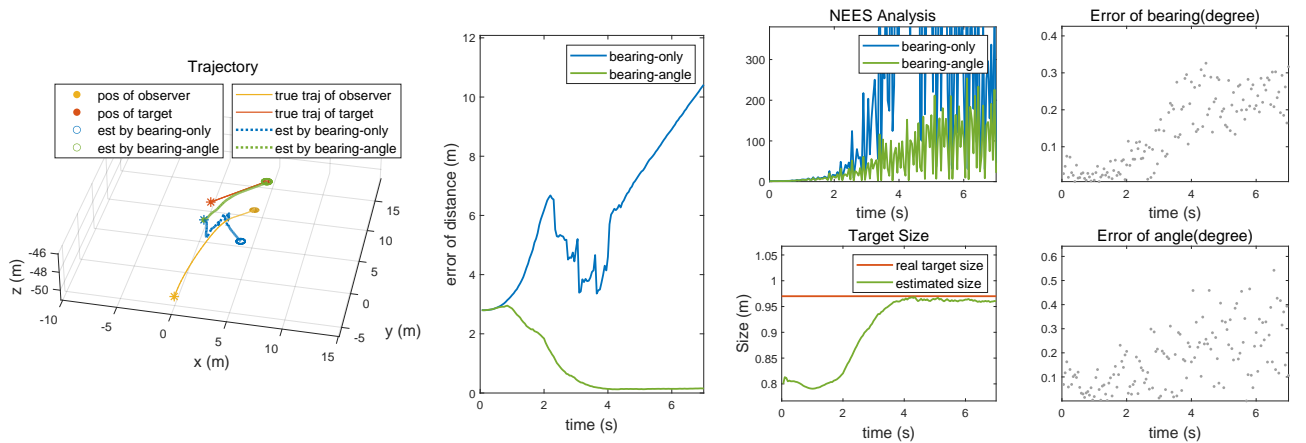 Trajectory
pos of observer
pos of target
est by bearing-only
est by bearing-angle
true traj of observer
true traj of target
est by bearing-only
est by bearing-angle
-46
-48
-50
z (m)
-10
-5
0
5
10
15
x (m)
-5
0
5
10
15
y (m)
12
10
8
6
4
2
0
error of distance (m)
bearing-only
bearing-angle
0
2
4
6
time (s)
NEES Analysis
bearing-only
bearing-angle
300
200
100
0
0
2
4
6
time (s)
Error of bearing(degree)
0.4
0.3
0.2
0.1
0
2
4
6
time (s)
Target Size
real target size
estimated size
1.05
1
0.95
0.9
0.85
0.8
Size (m)
0
2
4
6
time (s)
Error of angle(degree)
0.6
0.5
0.4
0.3
0.2
0.1
0
2
4
6
time (s)